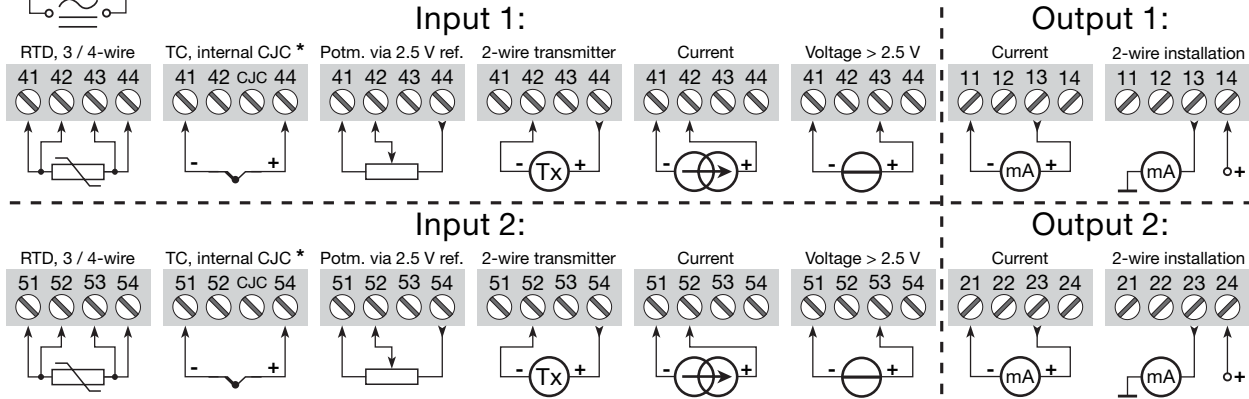 Input 1: Output 1:
RTD, 3 / 4-wire TC, internal CJC * Potm. via 2.5 V ref. 2-wire transmitter Current Voltage > 2.5 V Current 2-wire installation
41 42 43 44 41 42 CJC 44 41 42 43 44 41 42 43 44 41 42 43 44 41 42 43 44 11 12 13 14 11 12 13 14
- + - Tx + - + - + - mA + mA +
Input 2: Output 2:
RTD, 3 / 4-wire TC, internal CJC * Potm. via 2.5 V ref. 2-wire transmitter Current Voltage > 2.5 V Current 2-wire installation
51 52 53 54 51 52 CJC 54 51 52 53 54 51 52 53 54 51 52 53 54 51 52 53 54 21 22 23 24 21 22 23 24
- + - Tx + - + - + - mA + mA +